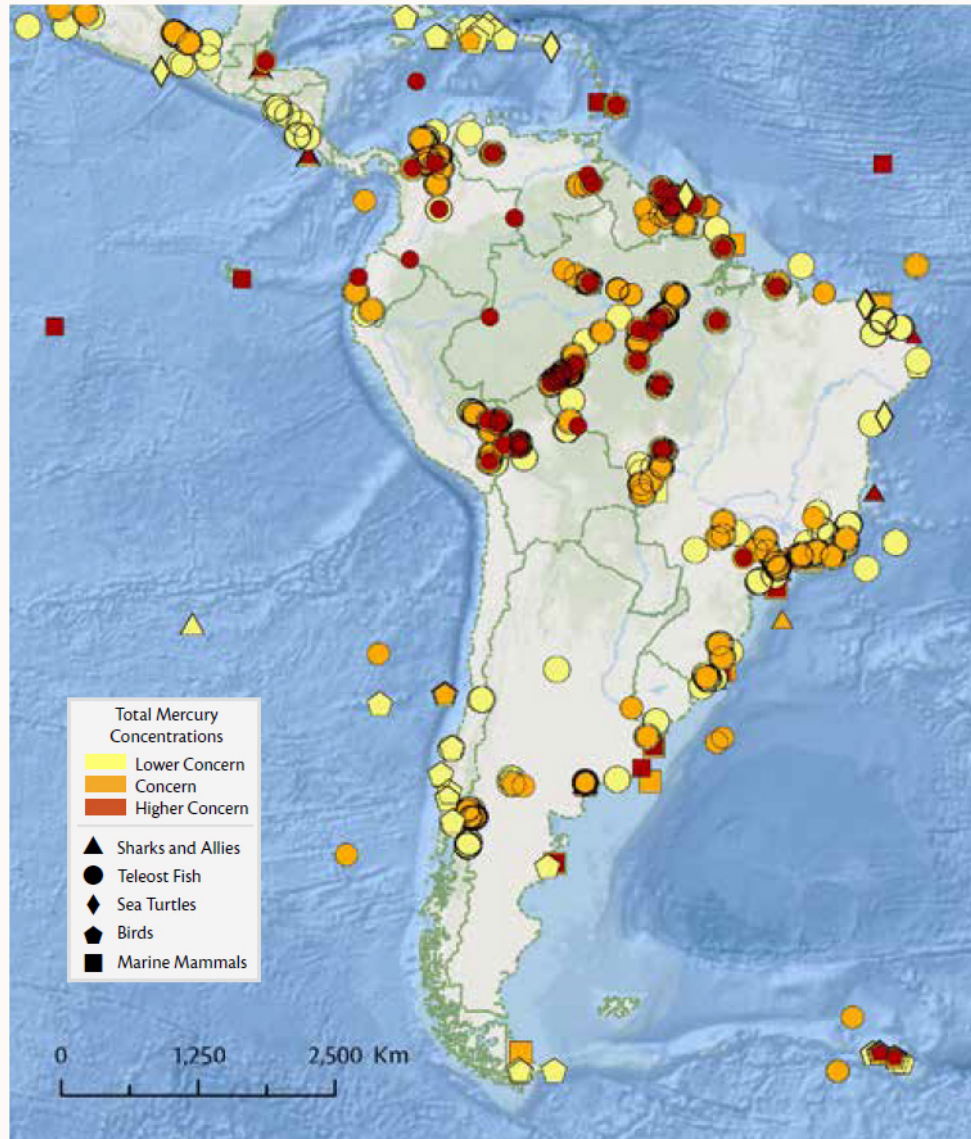 Total Mercury
Concentrations
Lower Concern
Concern
Higher Concern
Sharks and Allies
Teleost Fish
Sea Turtles
Birds
Marine Mammals
0 1,250 2,500 Km